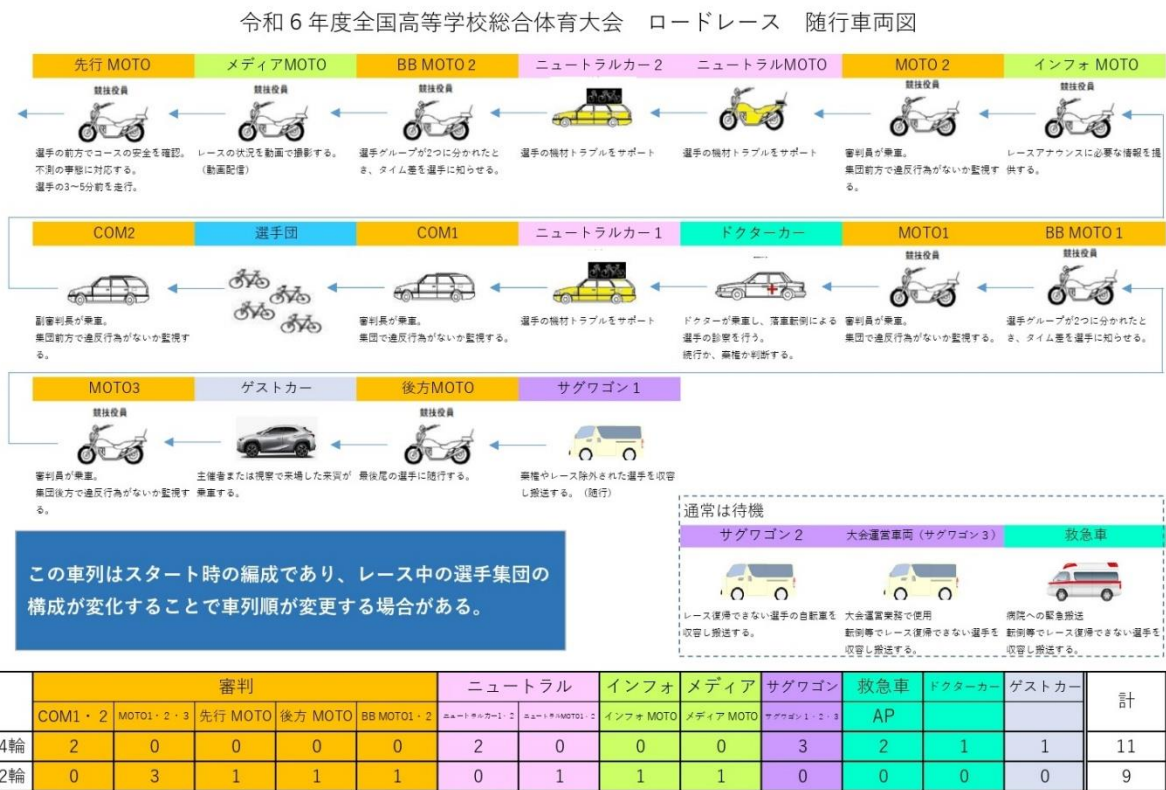 令和６年度全国高等学校総合体育大会　ロードレース　随行車両図
先行 MOTO
メディアMOTO
BB MOTO 2
ニュートラルカー 2
ニュートラルMOTO
MOTO 2
インフォ MOTO
競技役員
競技役員
競技役員
競技役員
競技役員
選手の前方でコースの安全を確認。
不測の事態に対応する。
選手の3～5分前を走行。
レースの状況を動画で撮影する。
（動画配信）
選手グループが2つに分かれたと
き、タイム差を選手に知らせる。
選手の機材トラブルをサポート
選手の機材トラブルをサポート
審判員が乗車。
集団前方で違反行為がないか監視す
る。
レースアナウンスに必要な情報を提
供する。
COM2
選手団
COM1
ニュートラルカー 1
ドクターカー
MOTO1
BB MOTO 1
競技役員
競技役員
副審判長が乗車。
集団前方で違反行為がないか監視す
る。
審判長が乗車。
集団で違反行為がないか監視する。
選手の機材トラブルをサポート
ドクターが乗車し、落車転倒による
選手の診察を行う。
続行か、棄権か判断する。
審判員が乗車。
集団で違反行為がないか監視する。
選手グループが2つに分かれたと
き、タイム差を選手に知らせる。
MOTO3
ゲストカー
後方MOTO
サグワゴン 1
競技役員
競技役員
審判員が乗車。
集団後方で違反行為がないか監視す
る。
主催者または視察で来場した来賓が
乗車する。
最後尾の選手に随行する。
棄権やレース除外された選手を収容
し搬送する。（随行）
通常は待機
サグワゴン 2
大会運営車両（サグワゴン 3）
救急車
レース復帰できない選手の自転車を
収容し搬送する。
大会運営業務で使用
転倒等でレース復帰できない選手を
収容し搬送する。
病院への緊急搬送
転倒等でレース復帰できない選手を
収容し搬送する。
この車列はスタート時の編成であり、レース中の選手集団の
構成が変化することで車列順が変更する場合がある。
審判 ニュートラル インフォ メディア サグワゴン 救急車 ドクターカー ゲストカー 計
COM1・2 MOTO1・2・3 先行 MOTO 後方 MOTO BB MOTO1・2 ニュートラルカー1・2 ニュートラルMOTO1・2 インフォ MOTO メディア MOTO サグワゴン 1・2・3 AP
4輪 2 0 0 0 0 2 0 0 0 3 2 1 1 11
2輪 0 3 1 1 1 0 1 1 1 0 0 0 0 9